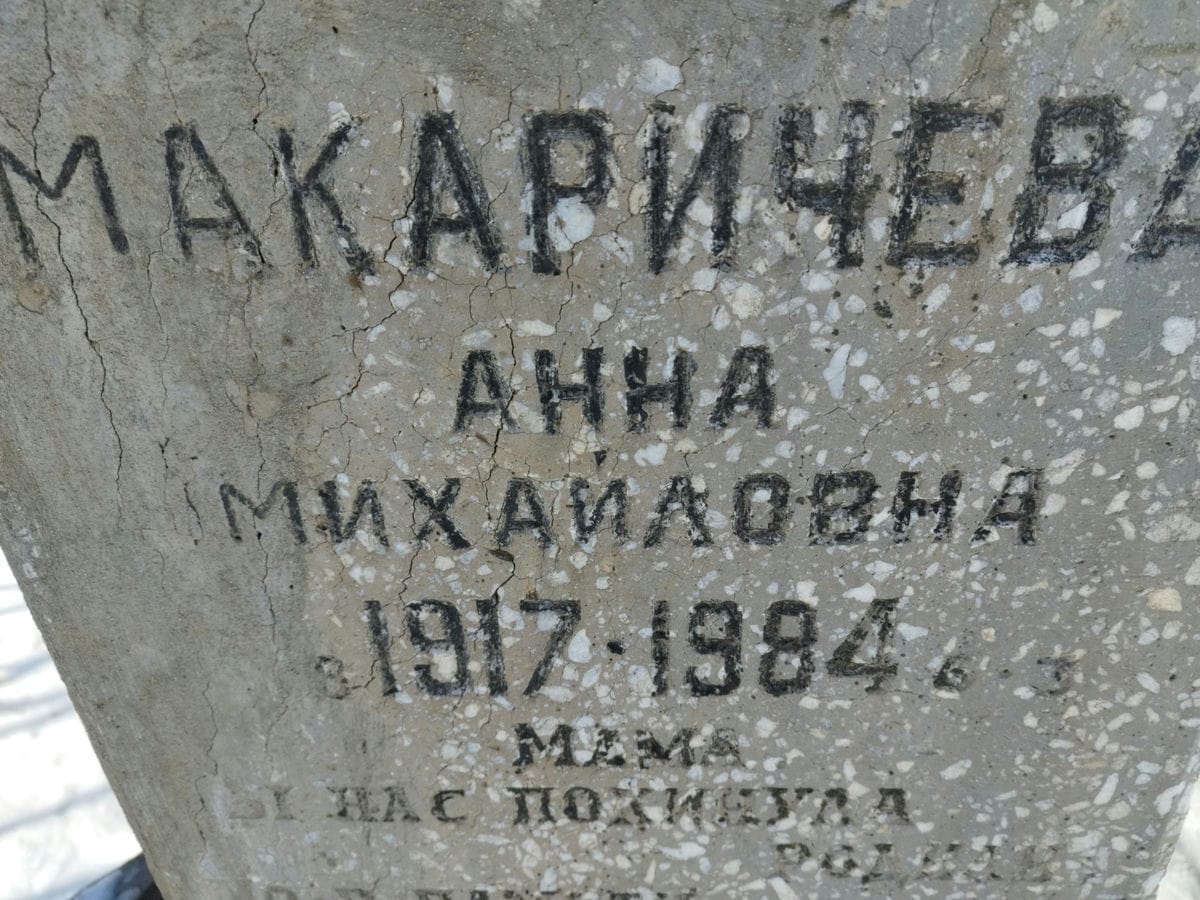 МАКАРИЧЕВА
АННА
МИХАЙЛОВНА
1917·1984
МАМА
НАС ПОКИНУЛА